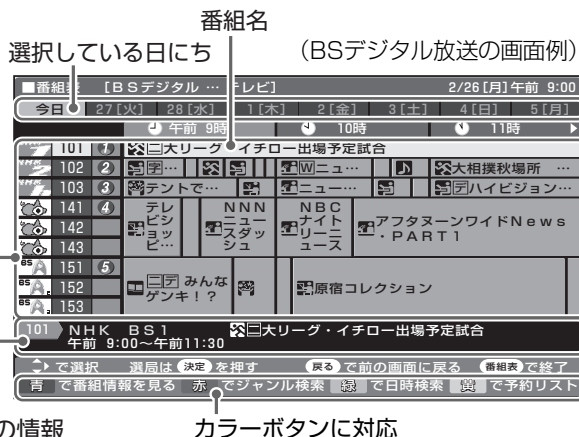 番組名
選択している日にち
(BSデジタル放送の画面例)
■番組表 [BSデジタル … テレビ] 2/26[月]午前 9:00
今日 27[火] 28[水] 1[木] 2[金] 3[土] 4[日] 5[月]
午前 9時 10時 11時
101 ① 二大リーグ・イチロー出場予定試合
102 ② 字… Wニュ… 大相撲秋場所 …
103 ③ テントで… ニュー… デハイビジョン…
141 ④ テレビショッピ… NNNニュースダッシュ NBCナイトリーニュース アフタヌーンワイドNews・PART1
142
143
151 ⑤ 二デ みんなゲンキ!? 原宿コレクション
152
153
101 NHK BS1 二大リーグ・イチロー出場予定試合
午前 9:00~午前11:30
で選択 選局は 決定 を押す 戻る で前の画面に戻る 番組表 で終了
青 で番組情報を見る 赤 でジャンル検索 緑 で日時検索 黄 で予約リスト
の情報
カラーボタンに対応